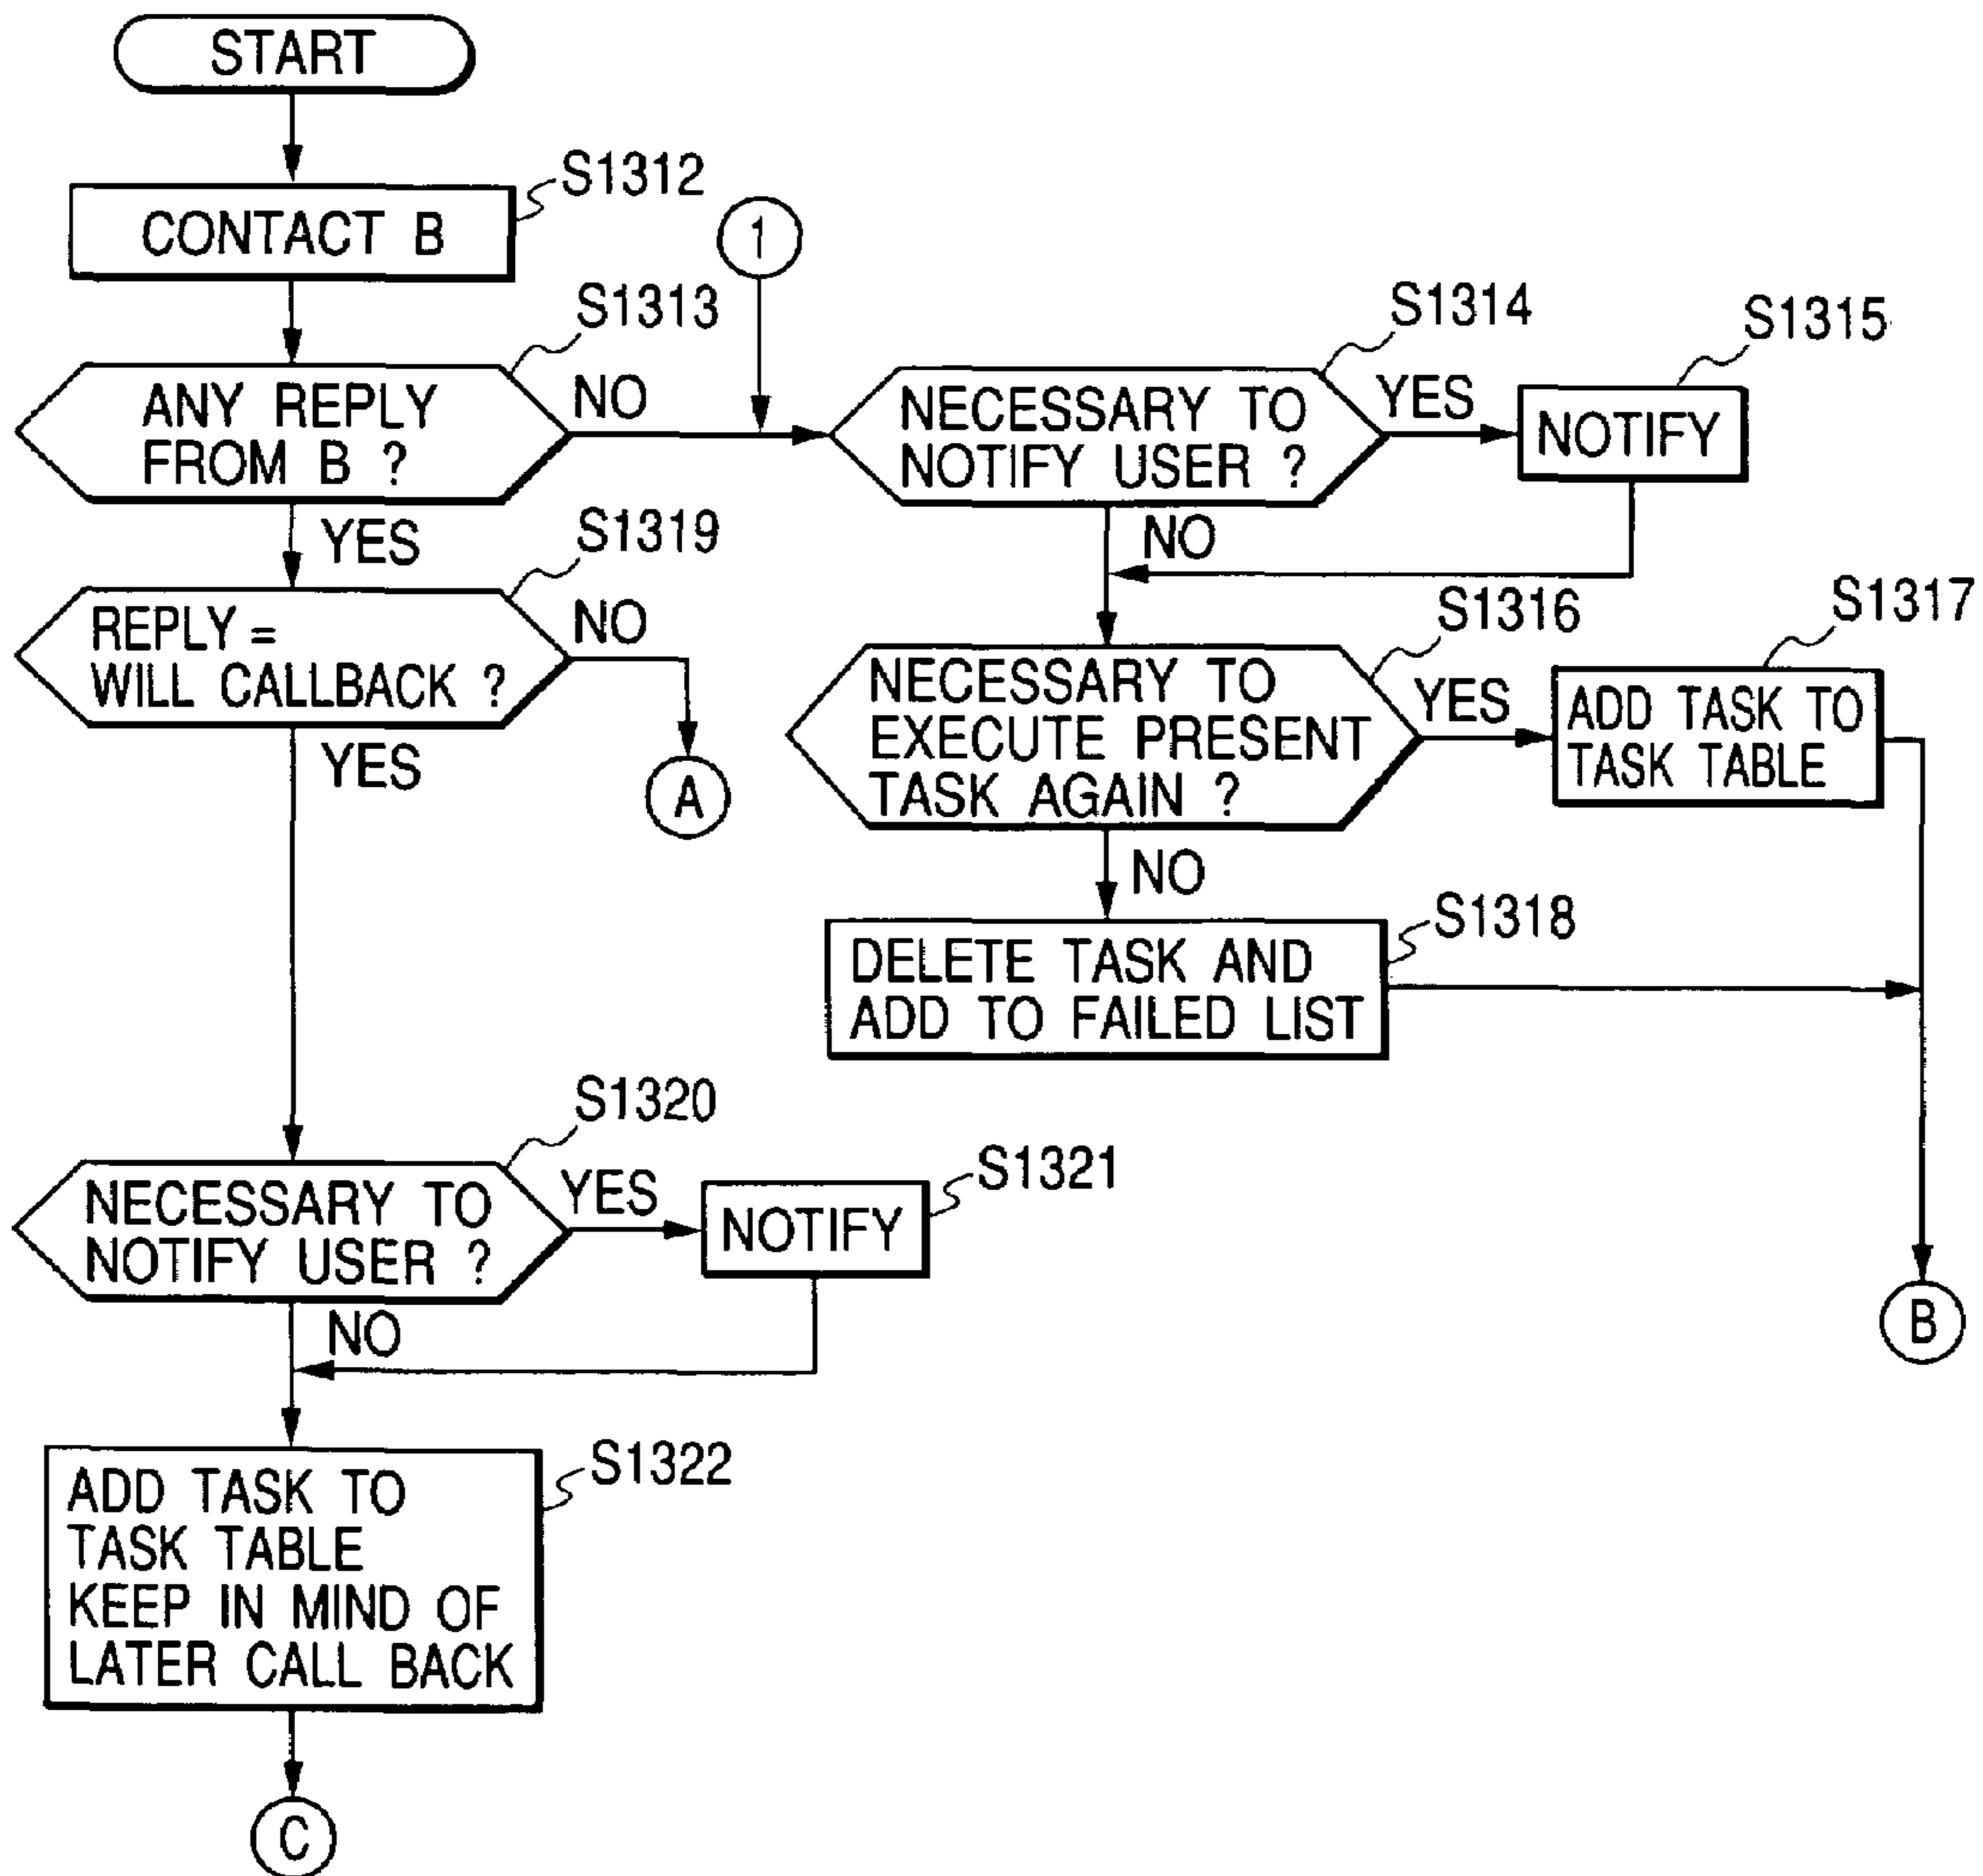 START
S1312
CONTACT B
1
S1313
ANY REPLY
FROM B ?
NO
S1314
NECESSARY TO
NOTIFY USER ?
YES
S1315
NOTIFY
YES
NO
S1319
REPLY =
WILL CALLBACK ?
NO
A
YES
S1316
NECESSARY TO
EXECUTE PRESENT
TASK AGAIN ?
YES
S1317
ADD TASK TO
TASK TABLE
NO
S1318
DELETE TASK AND
ADD TO FAILED LIST
B
S1320
NECESSARY TO
NOTIFY USER ?
YES
S1321
NOTIFY
NO
S1322
ADD TASK TO
TASK TABLE
KEEP IN MIND OF
LATER CALL BACK
C